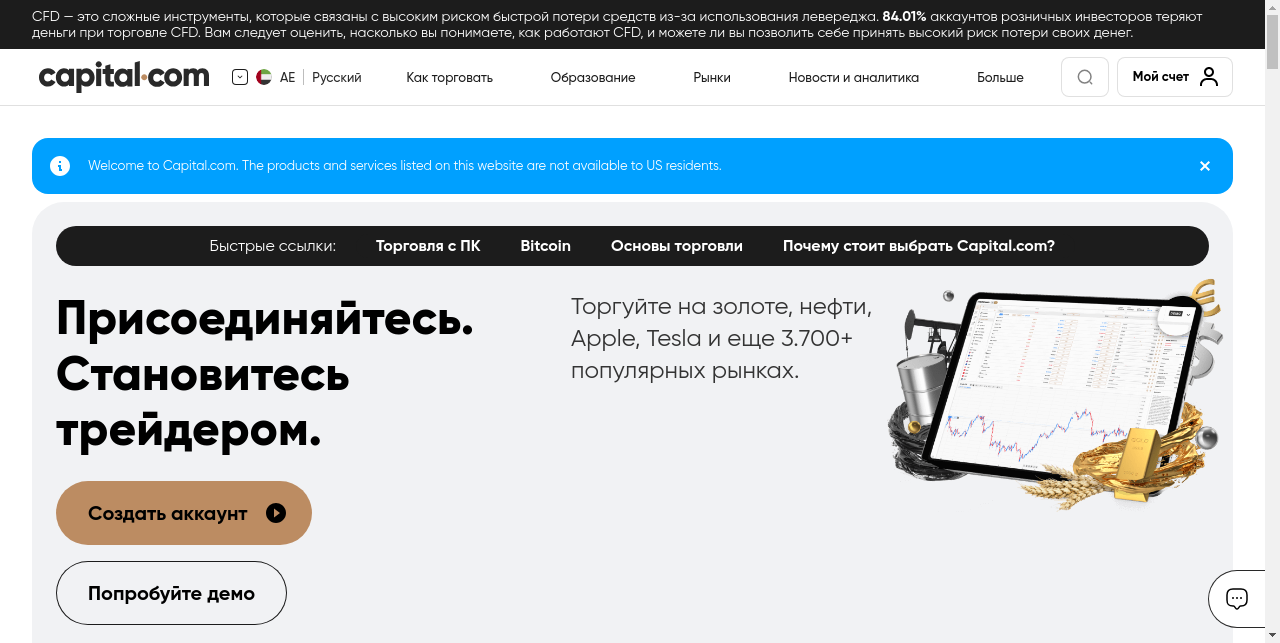 CFD — это сложные инструменты, которые связаны с высоким риском быстрой потери средств из-за использования левереджа. 84.01% аккаунтов розничных инвесторов теряют
деньги при торговле CFD. Вам следует оценить, насколько вы понимаете, как работают CFD, и можете ли вы позволить себе принять высокий риск потери своих денег.
capital.com AE Русский Как торговать Образование Рынки Новости и аналитика Больше Мой счет
Welcome to Capital.com. The products and services listed on this website are not available to US residents.
Быстрые ссылки: Торговля с ПК Bitcoin Основы торговли Почему стоит выбрать Capital.com?
Присоединяйтесь.
Становитесь
трейдером.
Торгуйте на золоте, нефти,
Apple, Tesla и еще 3.700+
популярных рынках.
Создать аккаунт
Попробуйте демо